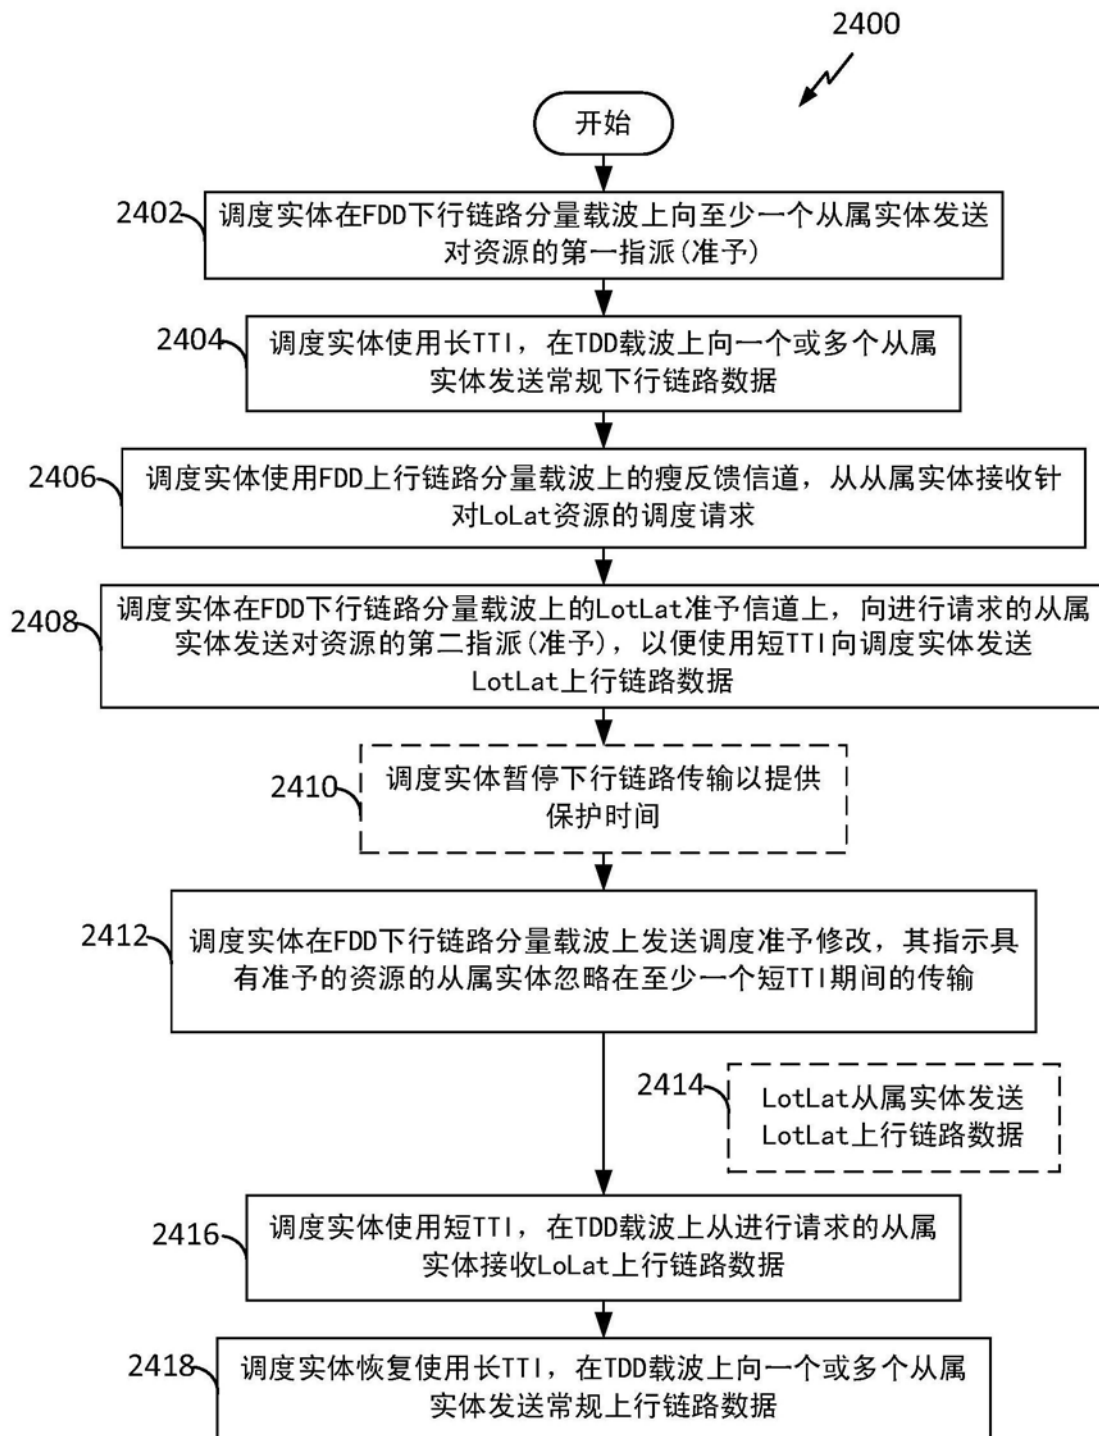 2400
开始
2402
调度实体在FDD下行链路分量载波上向至少一个从属实体发送
对资源的第一指派(准予)
2404
调度实体使用长TTI，在TDD载波上向一个或多个从属
实体发送常规下行链路数据
2406
调度实体使用FDD上行链路分量载波上的瘦反馈信道，从从属实体接收针
对LoLat资源的调度请求
2408
调度实体在FDD下行链路分量载波上的LotLat准予信道上，向进行请求的从属
实体发送对资源的第二指派(准予)，以便使用短TTI向调度实体发送
LotLat上行链路数据
2410
调度实体暂停下行链路传输以提供
保护时间
2412
调度实体在FDD下行链路分量载波上发送调度准予修改，其指示具
有准予的资源的从属实体忽略在至少一个短TTI期间的传输
2414
LotLat从属实体发送
LotLat上行链路数据
2416
调度实体使用短TTI，在TDD载波上从进行请求的从属
实体接收LoLat上行链路数据
2418
调度实体恢复使用长TTI，在TDD载波上向一个或多个从属
实体发送常规上行链路数据